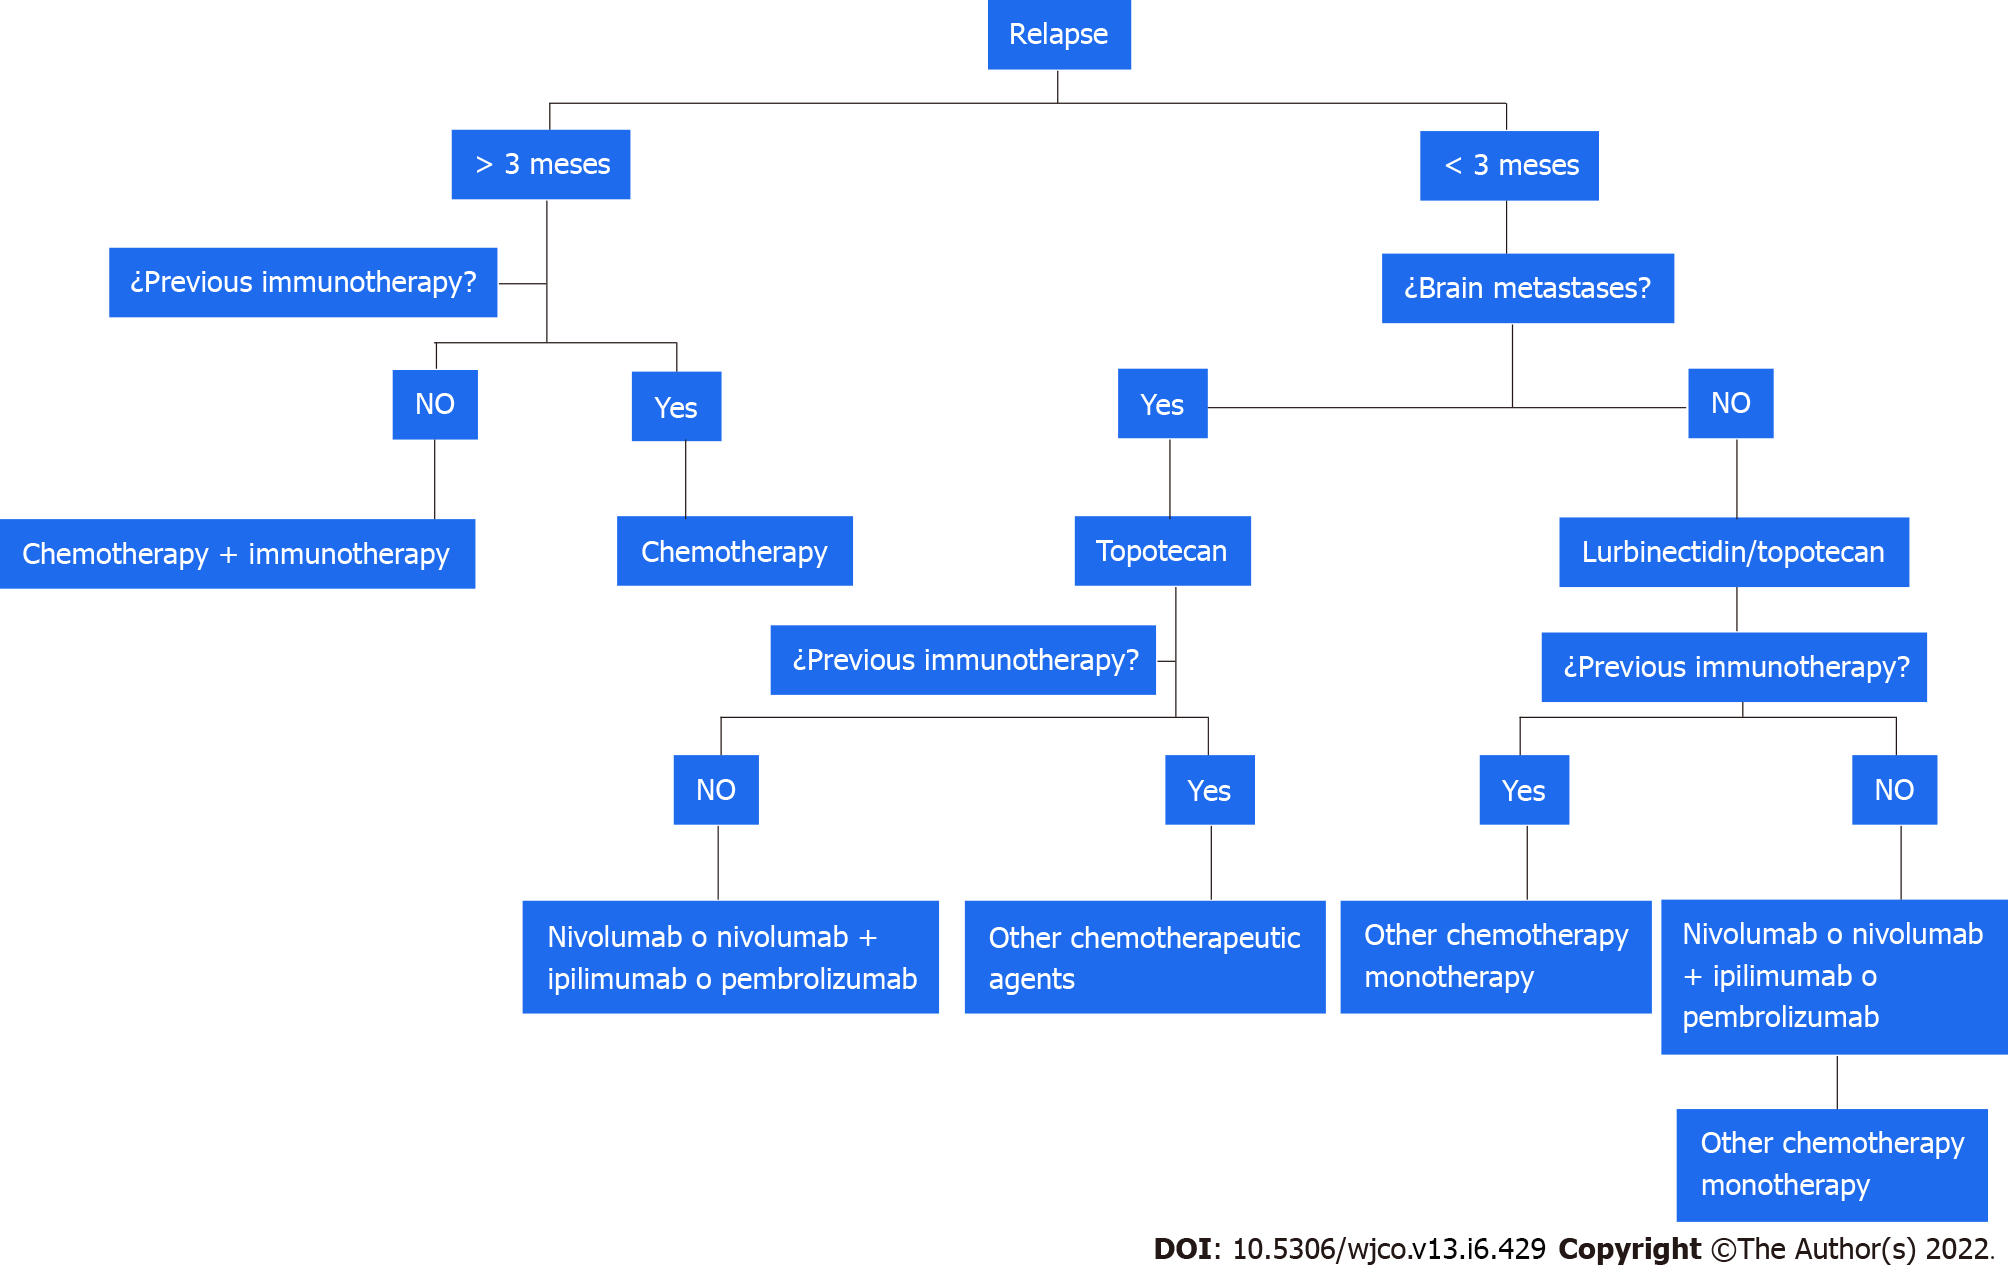 Relapse
> 3 meses
< 3 meses
¿Previous immunotherapy?
¿Brain metastases?
NO
Yes
Yes
NO
Chemotherapy + immunotherapy
Chemotherapy
Topotecan
Lurbinectidin/topotecan
¿Previous immunotherapy?
¿Previous immunotherapy?
NO
Yes
Yes
NO
Nivolumab o nivolumab +
ipilimumab o pembrolizumab
Other chemotherapeutic
agents
Other chemotherapy
monotherapy
Nivolumab o nivolumab
+ ipilimumab o
pembrolizumab
Other chemotherapy
monotherapy
DOI: 10.5306/wjco.v13.i6.429 Copyright ©The Author(s) 2022.